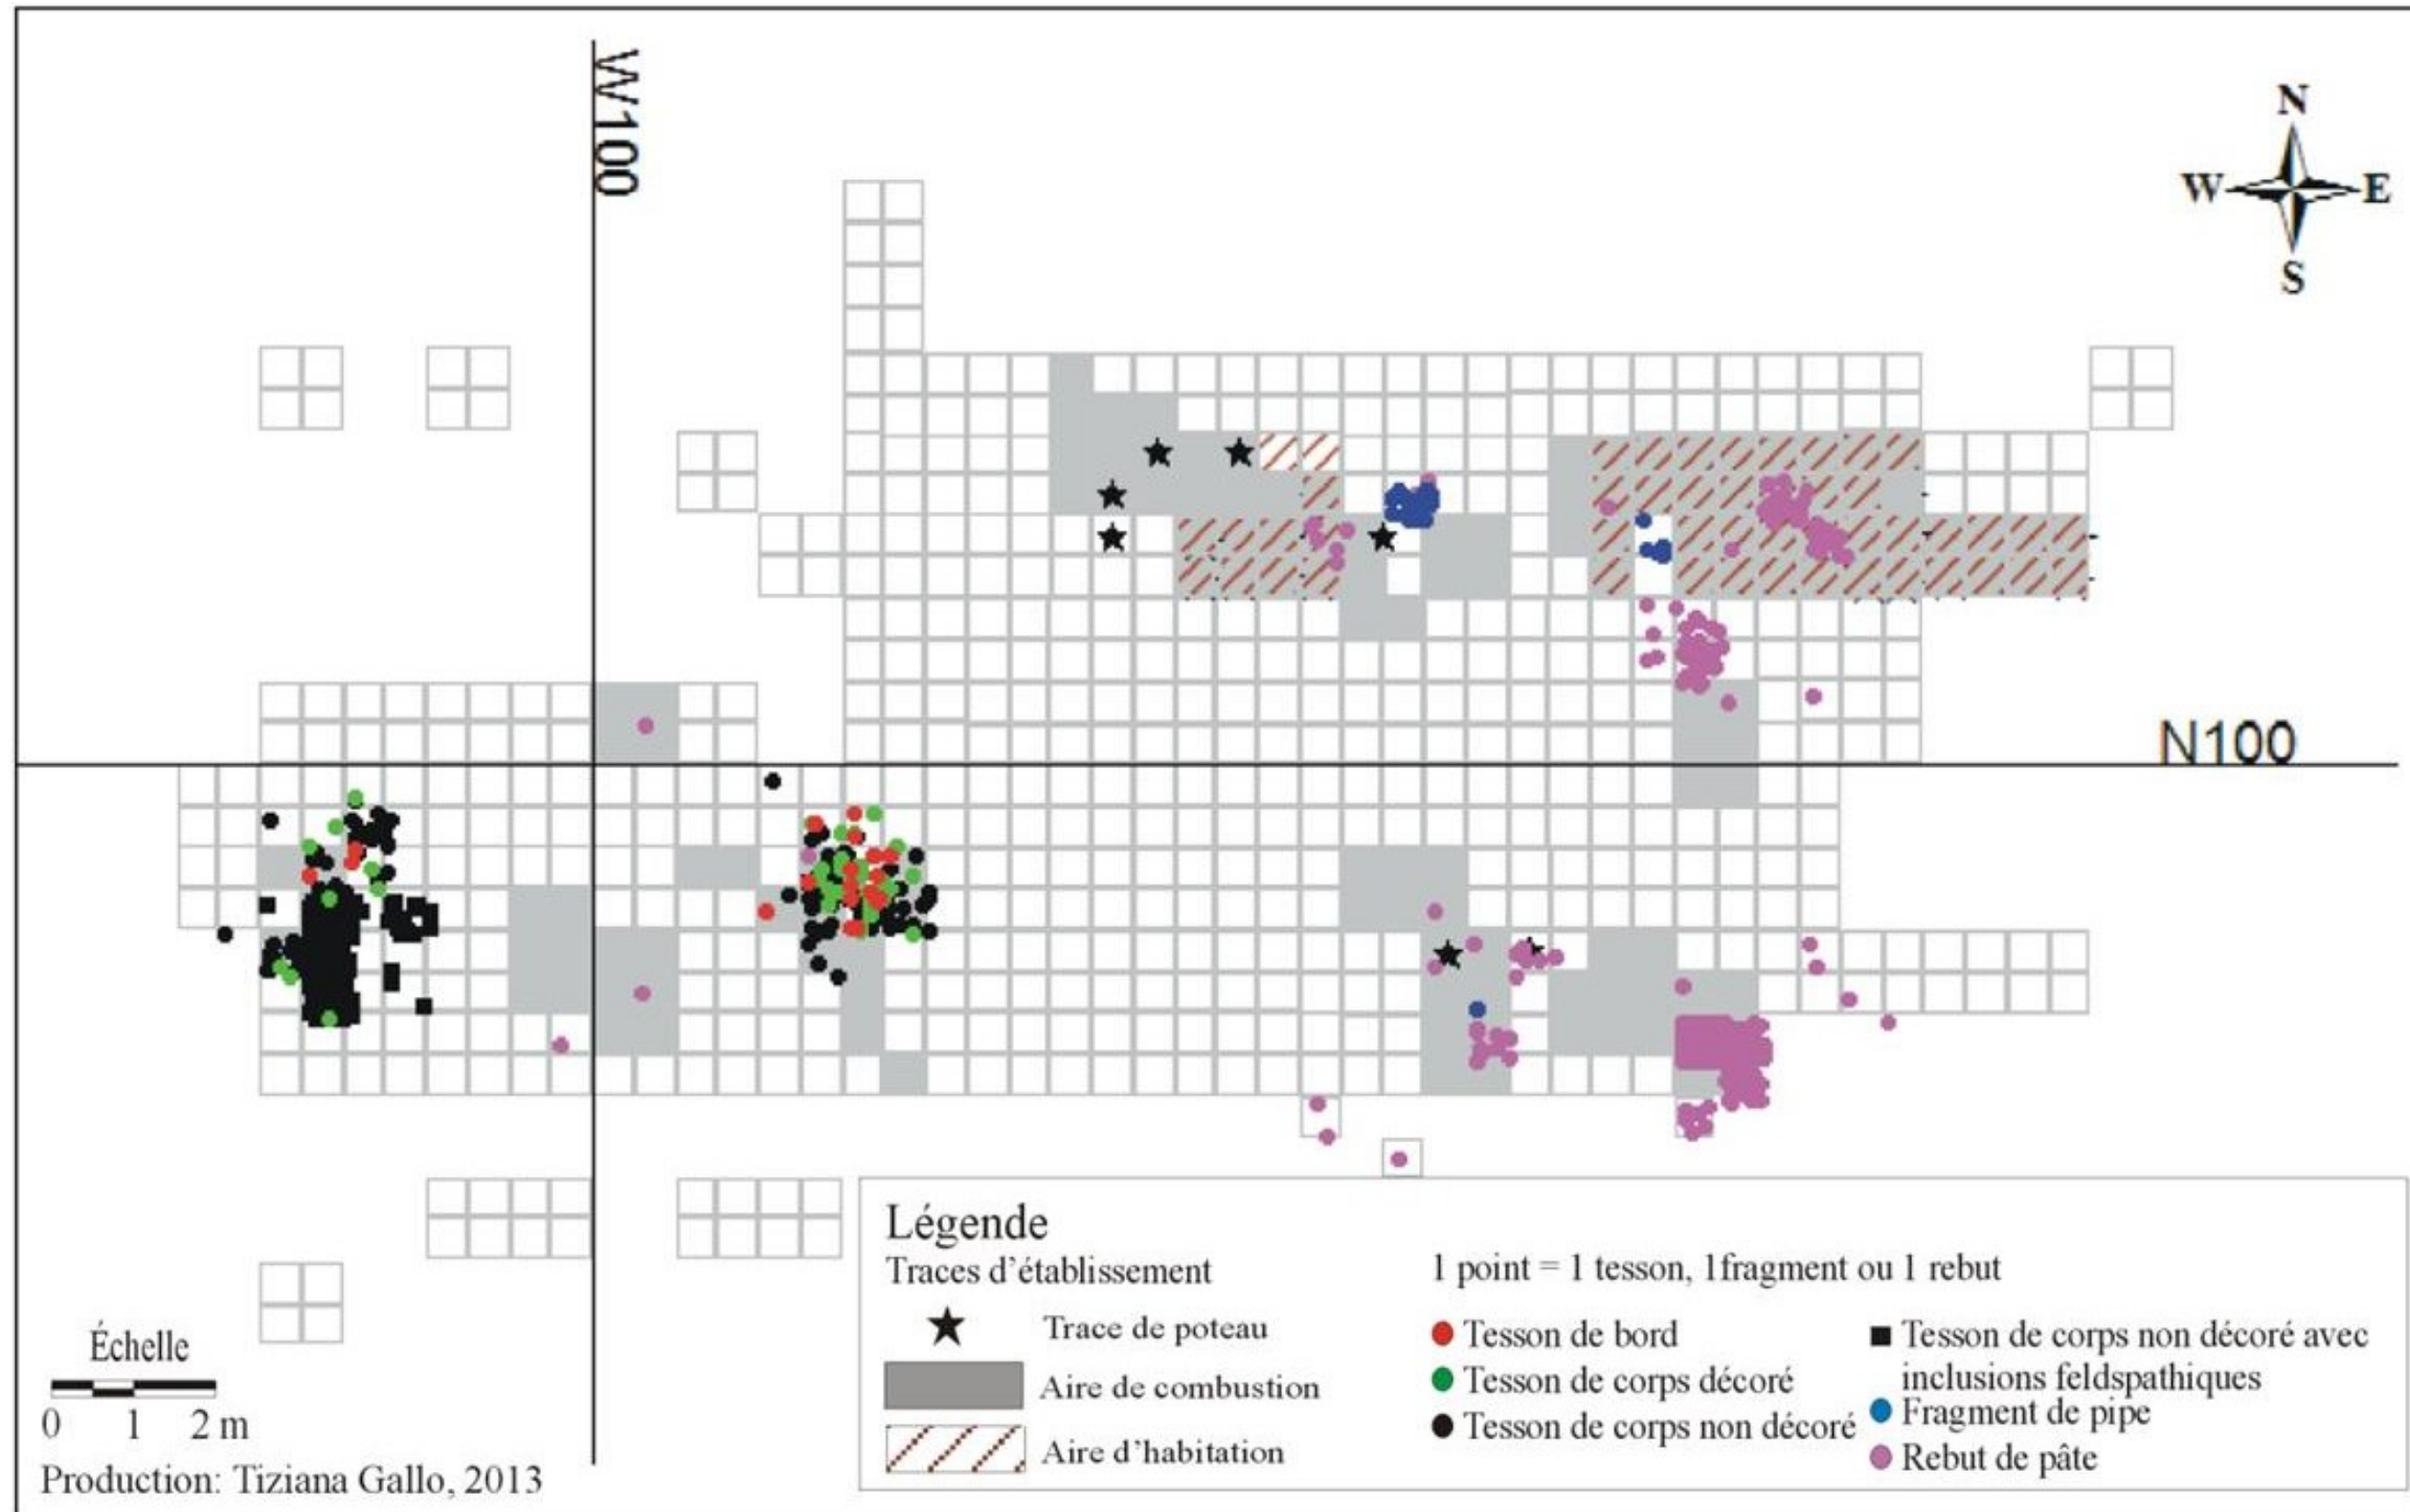 W100
N
W E
S
N100
Légende
Traces d'établissement
Trace de poteau
Aire de combustion
Aire d'habitation
1 point = 1 tesson, 1fragment ou 1 rebut
Tesson de bord
Tesson de corps décoré
Tesson de corps non décoré
Tesson de corps non décoré avec
inclusions feldspathiques
Fragment de pipe
Rebut de pâte
Échelle
0 1 2 m
Production: Tiziana Gallo, 2013